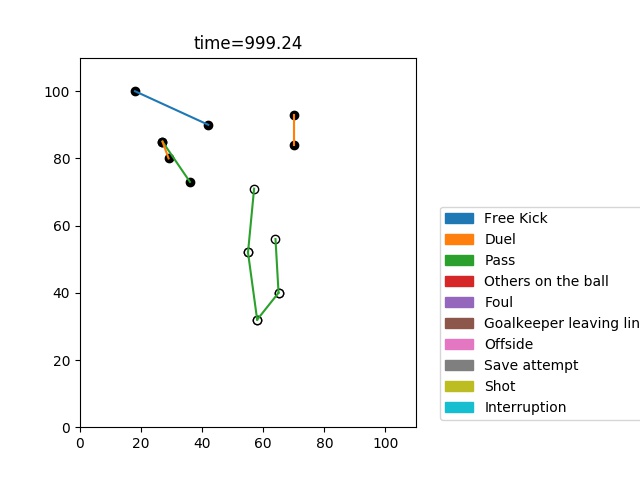 time=999.24
100
80
60
40
20
0
0 20 40 60 80 100
Free Kick
Duel
Pass
Others on the ball
Foul
Goalkeeper leaving lin
Offside
Save attempt
Shot
Interruption